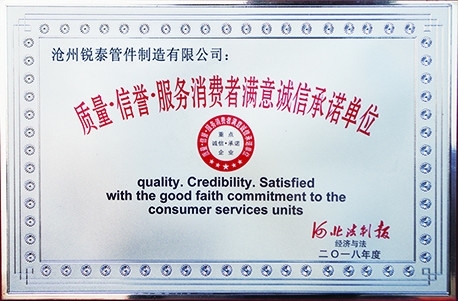 沧州锐泰管件制造有限公司：
质量·信誉·服务消费者满意诚信承诺单位
重点
诚信·承诺
企业
quality. Credibility. Satisfied
with the good faith commitment to the
consumer services units
河北法制报
经济与法
二〇一八年度